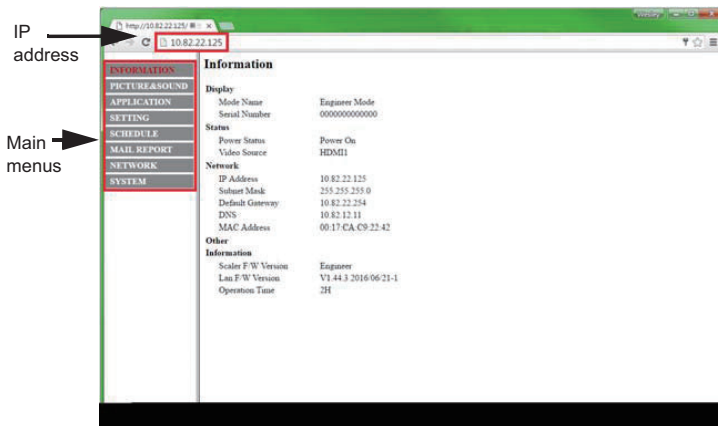 IP
address
http://10.82.22.125/
10.82.22.125
Main
menus
INFORMATION
PICTURE&SOUND
APPLICATION
SETTING
SCHEDULE
MAIL REPORT
NETWORK
SYSTEM
Information
Display
Mode Name Engineer Mode
Serial Number 0000000000000
Status
Power Status Power On
Video Source HDMI1
Network
IP Address 10.82.22.125
Subnet Mask 255.255.255.0
Default Gateway 10.82.22.254
DNS 10.82.12.11
MAC Address 00:17:CA:C9:22:42
Other
Information
Scaler F/W Version Engineer
Lan F/W Version V1.44.3 2016/06/21-1
Operation Time 2H